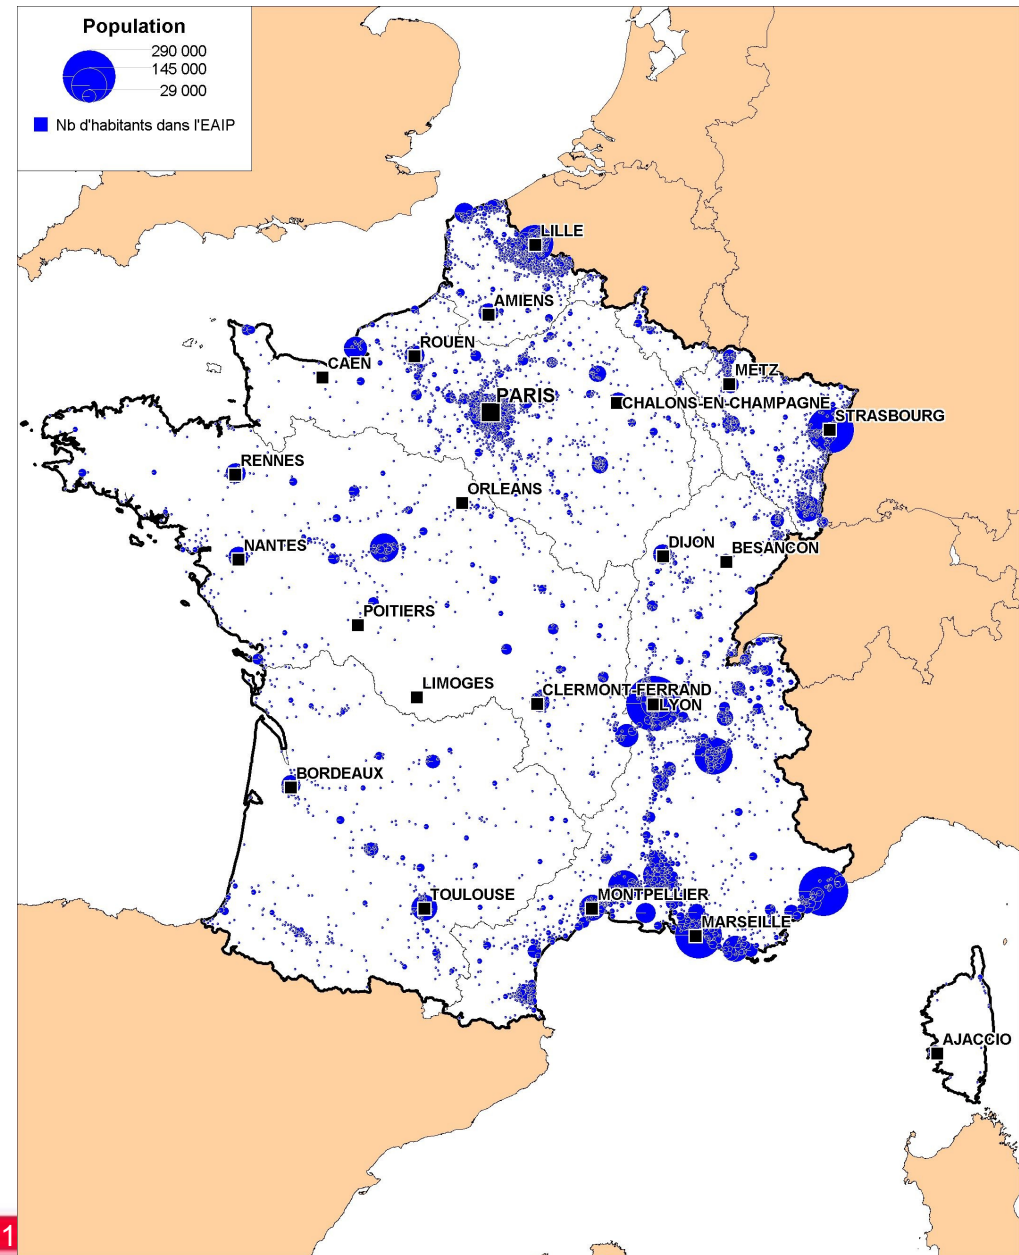 Population
290 000
145 000
29 000
Nb d'habitants dans l'EAIP
LILLE
AMIENS
ROUEN
CAEN
METZ
PARIS
CHALONS-EN-CHAMPAGNE
STRASBOURG
RENNES
ORLEANS
NANTES
DIJON
BESANCON
POITIERS
LIMOGES
CLERMONT-FERRAND
LYON
BORDEAUX
TOULOUSE
MONTPELLIER
MARSEILLE
AJACCIO
1